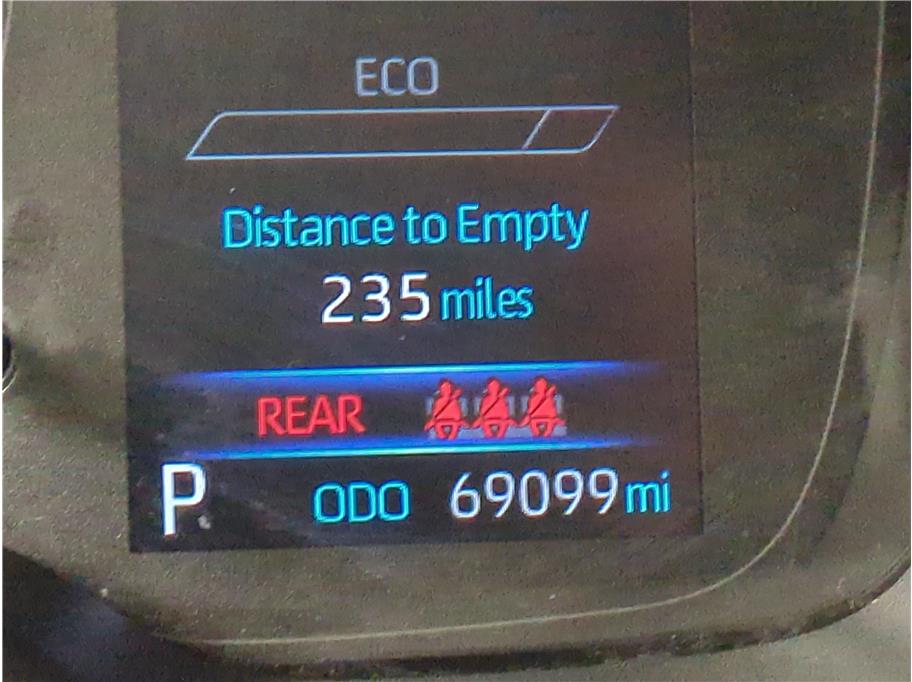 ECO
Distance to Empty
235 miles
REAR
P ODO 69099 mi